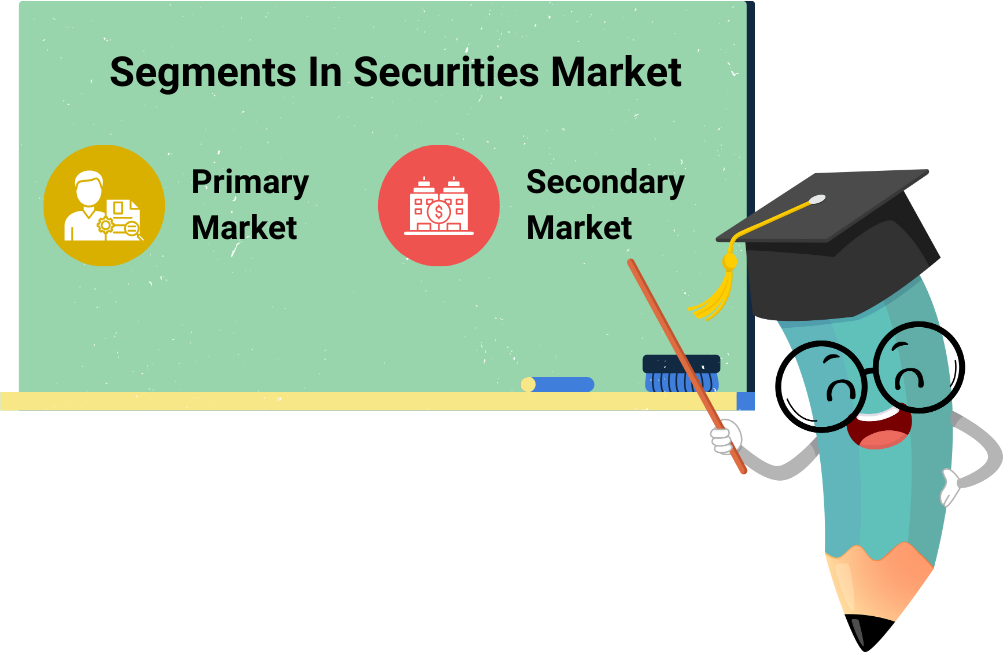 Segments In Securities Market
Primary
Market
Secondary
Market
$